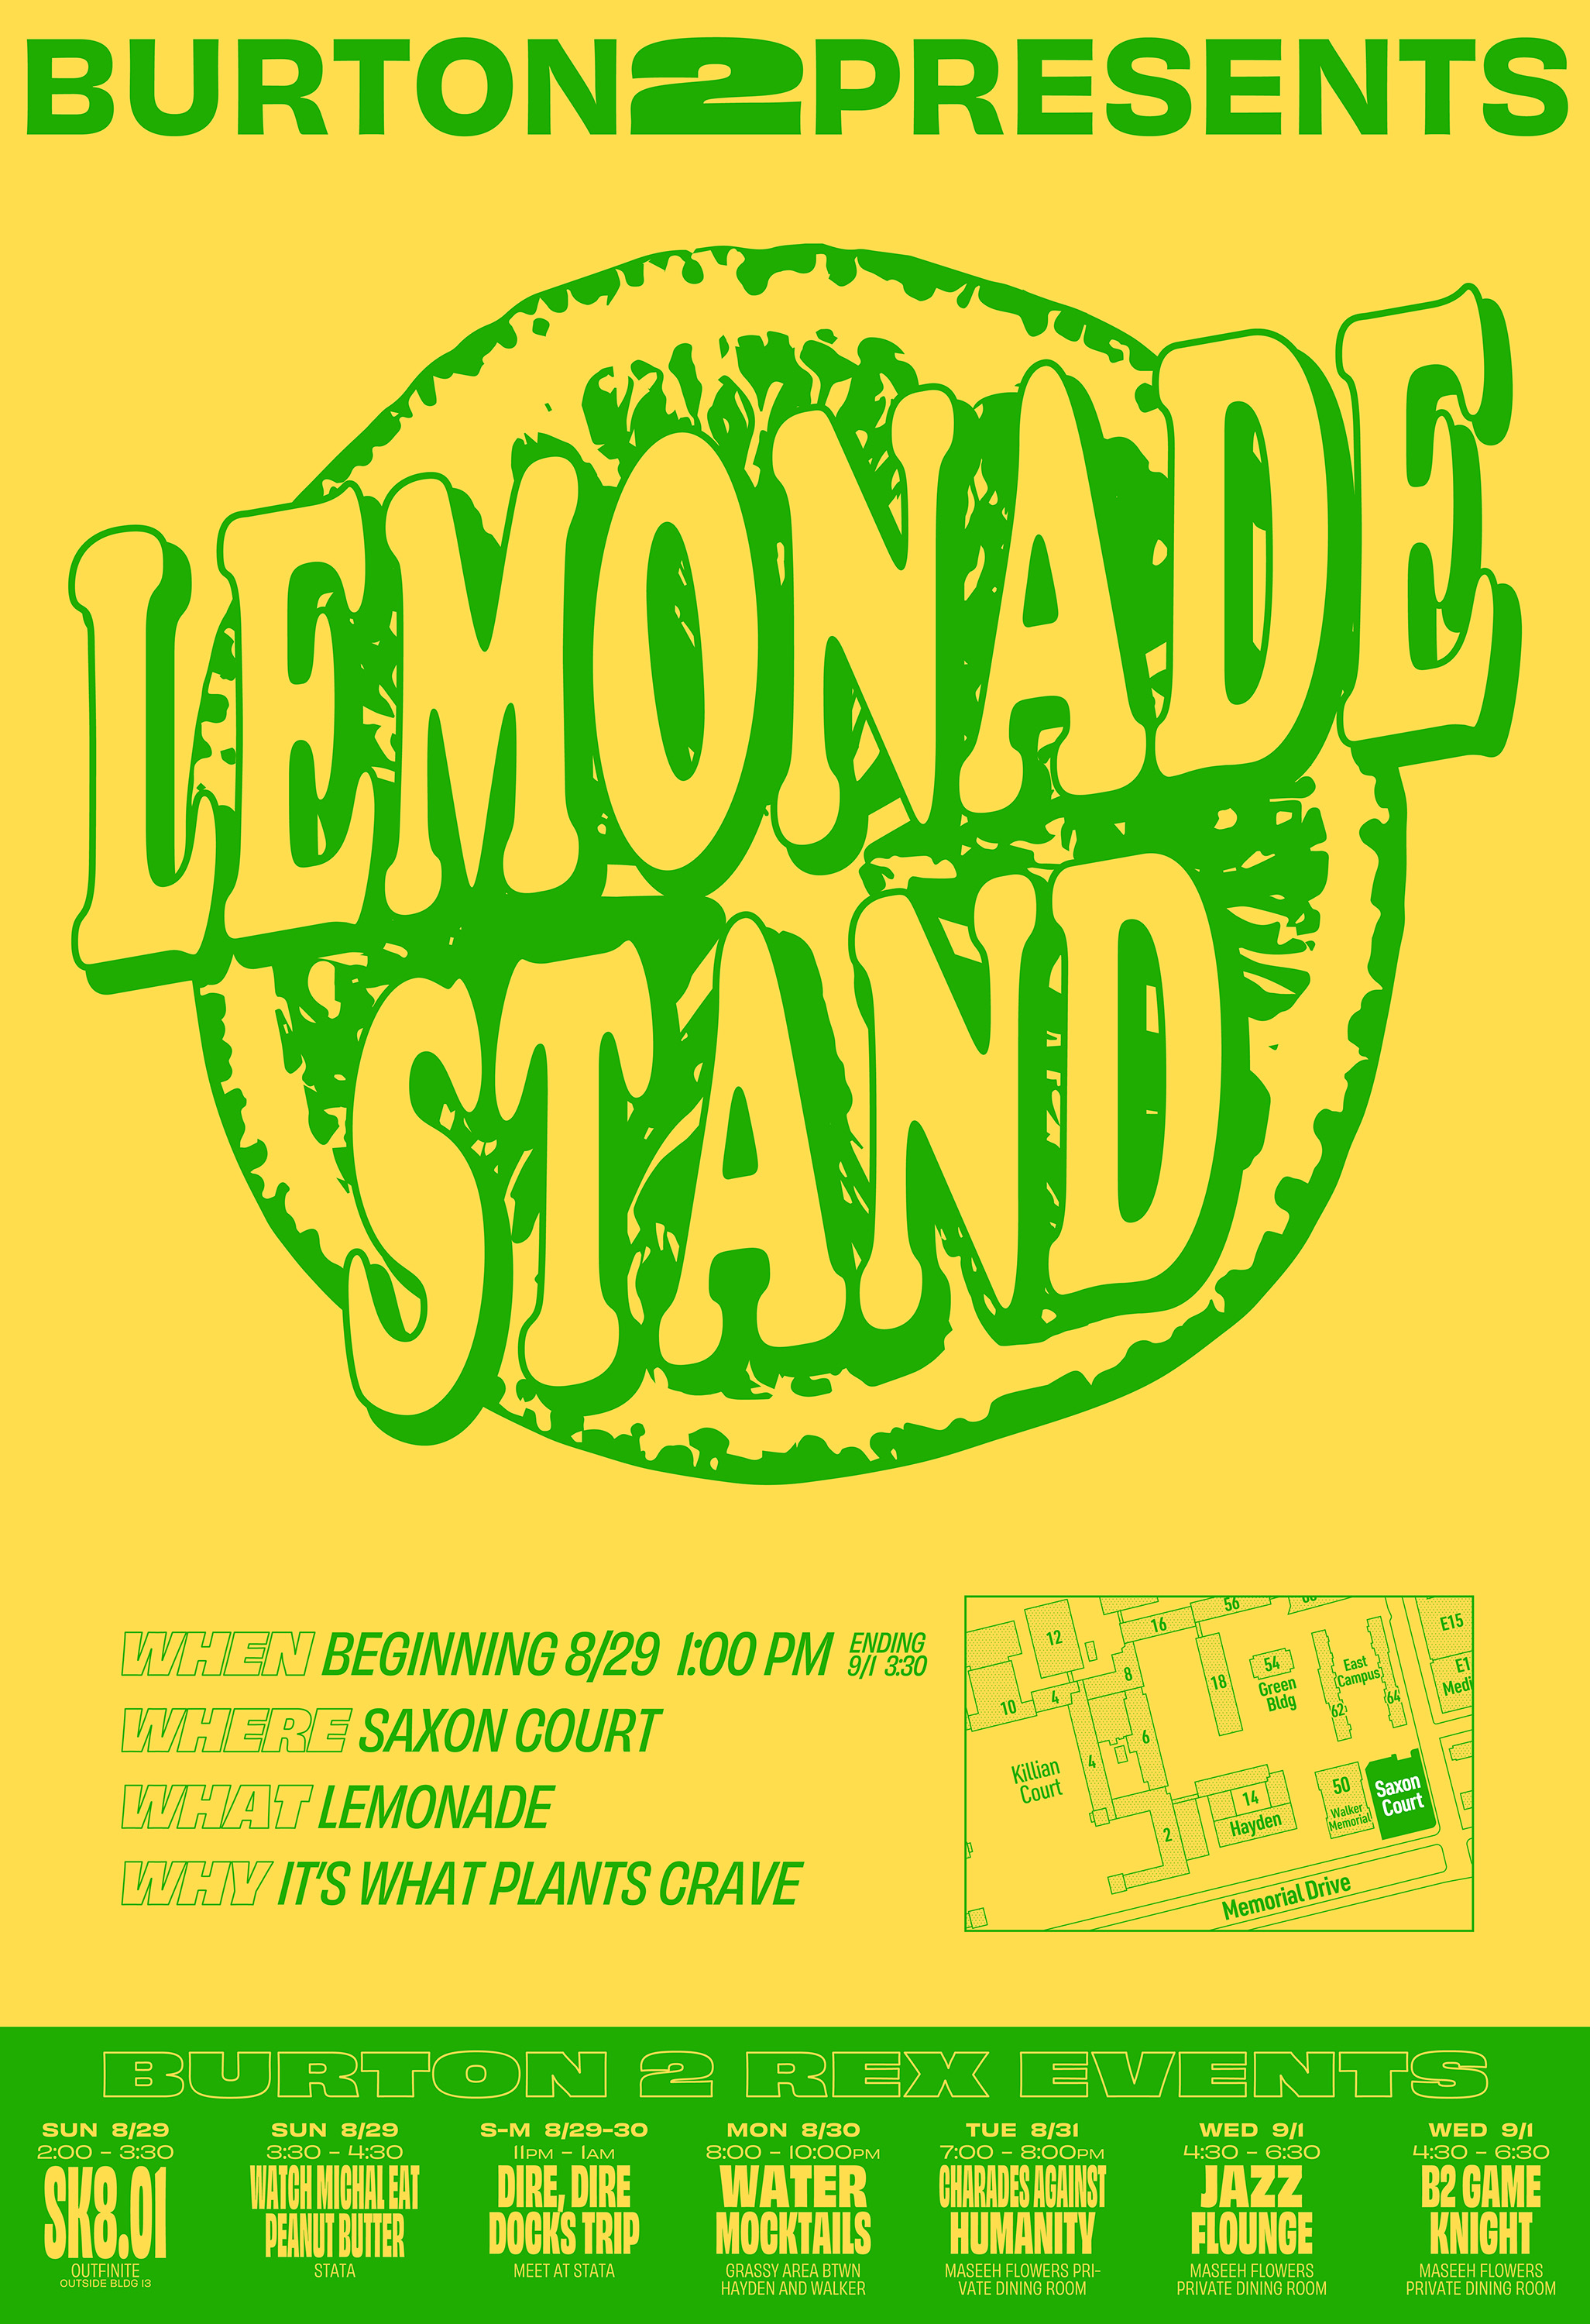 BURTON2PRESENTS
LEMONADE
STAND
WHEN BEGINNING 8/29 1:00 PM ENDING 9/1 3:30
WHERE SAXON COURT
WHAT LEMONADE
WHY IT'S WHAT PLANTS CRAVE
12
16
56
E15
10
4
8
18
54
Green
Bldg
East
Campus
62
64
E1
Medi
Killian
Court
4
6
2
14
Hayden
50
Walker
Memorial
Saxon
Court
Memorial Drive
BURTON 2 REX EVENTS
SUN 8/29
2:00 - 3:30
SK8.01
OUTFINITE
OUTSIDE BLDG 13
SUN 8/29
3:30 - 4:30
WATCH MICHAL EAT
PEANUT BUTTER
STATA
S-M 8/29-30
11PM - 1AM
DIRE, DIRE
DOCK'S TRIP
MEET AT STATA
MON 8/30
8:00 - 10:00PM
WATER
MOCKTAILS
GRASSY AREA BTWN
HAYDEN AND WALKER
TUE 8/31
7:00 - 8:00PM
CHARADES AGAINST
HUMANITY
MASEEH FLOWERS PRI-
VATE DINING ROOM
WED 9/1
4:30 - 6:30
JAZZ
FLOUNGE
MASEEH FLOWERS
PRIVATE DINING ROOM
WED 9/1
4:30 - 6:30
B2 GAME
KNIGHT
MASEEH FLOWERS
PRIVATE DINING ROOM